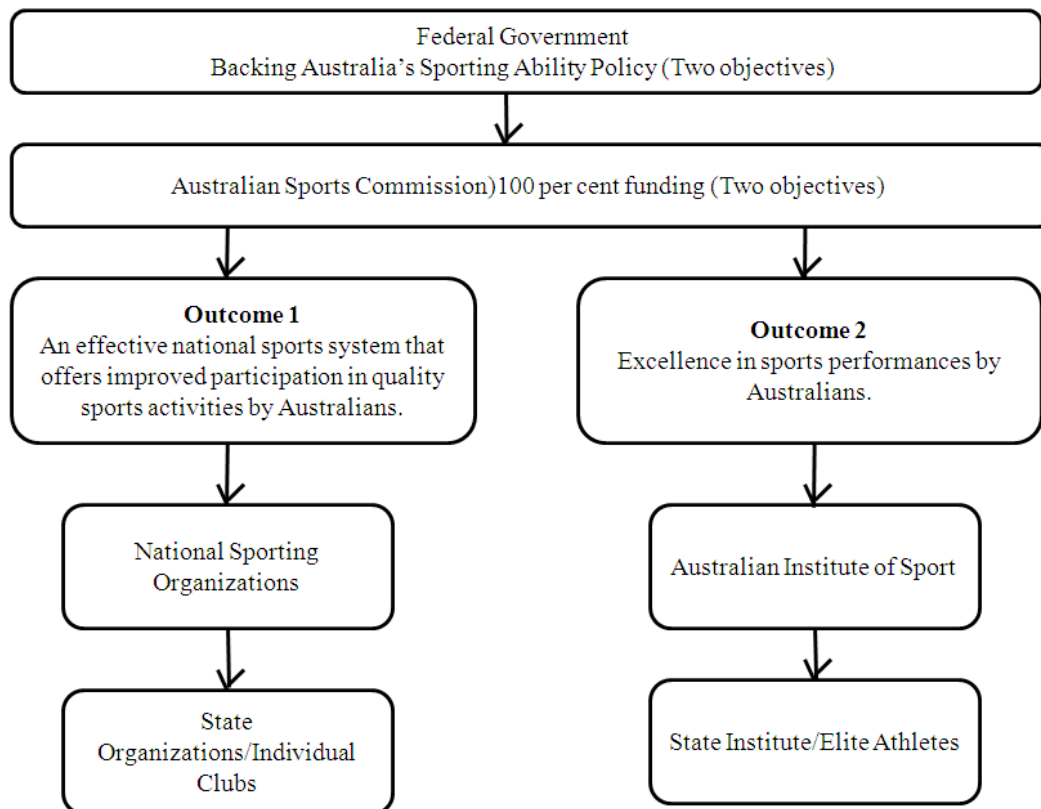 Federal Government
Backing Australia's Sporting Ability Policy (Two objectives)
Australian Sports Commission)100 per cent funding (Two objectives)
Outcome 1
An effective national sports system that
offers improved participation in quality
sports activities by Australians.
Outcome 2
Excellence in sports performances by
Australians.
National Sporting
Organizations
Australian Institute of Sport
State
Organizations/Individual
Clubs
State Institute/Elite Athletes